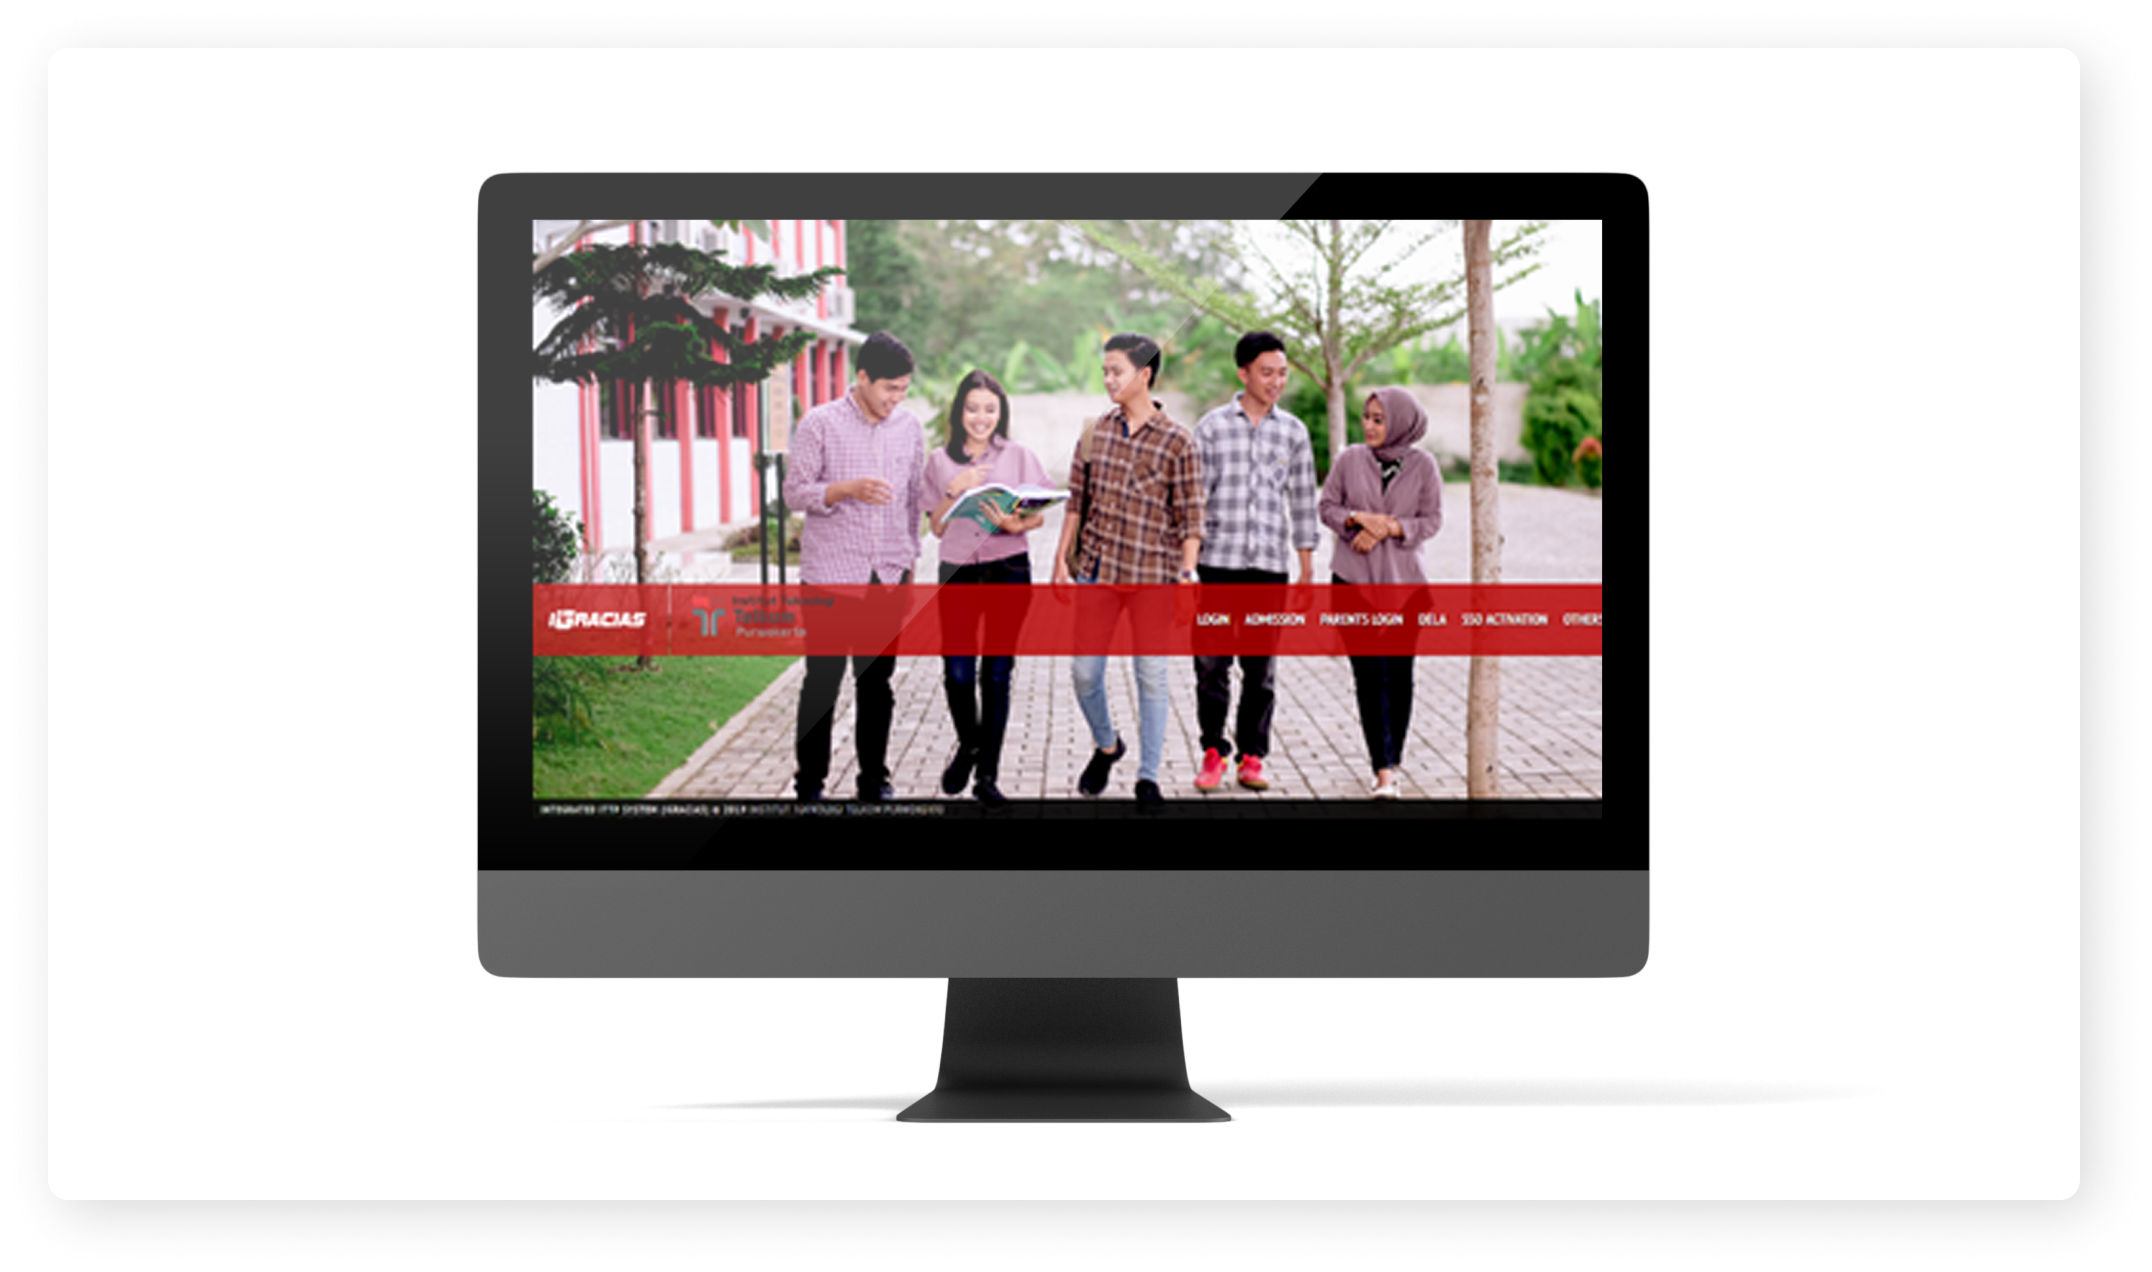 iGRACIAS
Institut Teknologi
Telkom
Purwokerto
LOGIN ADMISSION PARENTS LOGIN DELA SSO ACTIVATION OTHERS
INTEGRATED ITTP SYSTEM (IGRACIAS) © 2019 INSTITUT TEKNOLOGI TELKOM PURWOKERTO